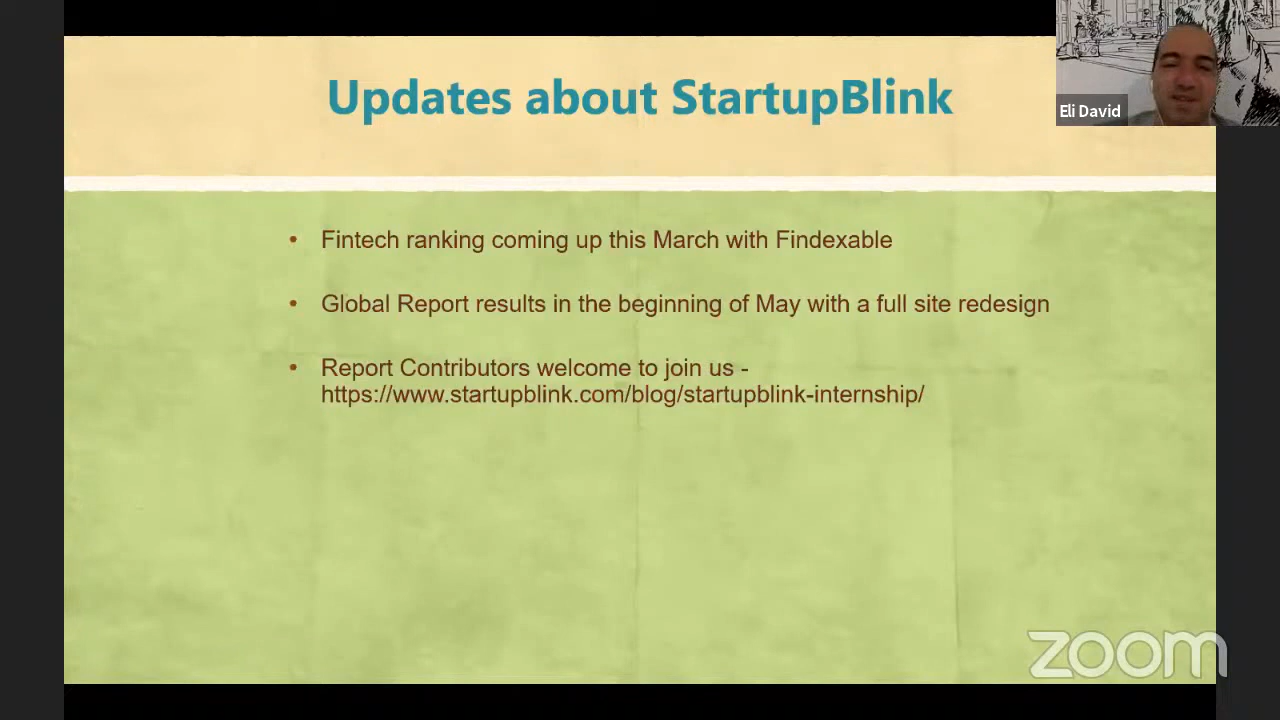 Updates about StartupBlink
Eli David
• Fintech ranking coming up this March with Findexable
• Global Report results in the beginning of May with a full site redesign
• Report Contributors welcome to join us -
https://www.startupblink.com/blog/startupblink-internship/
zoom